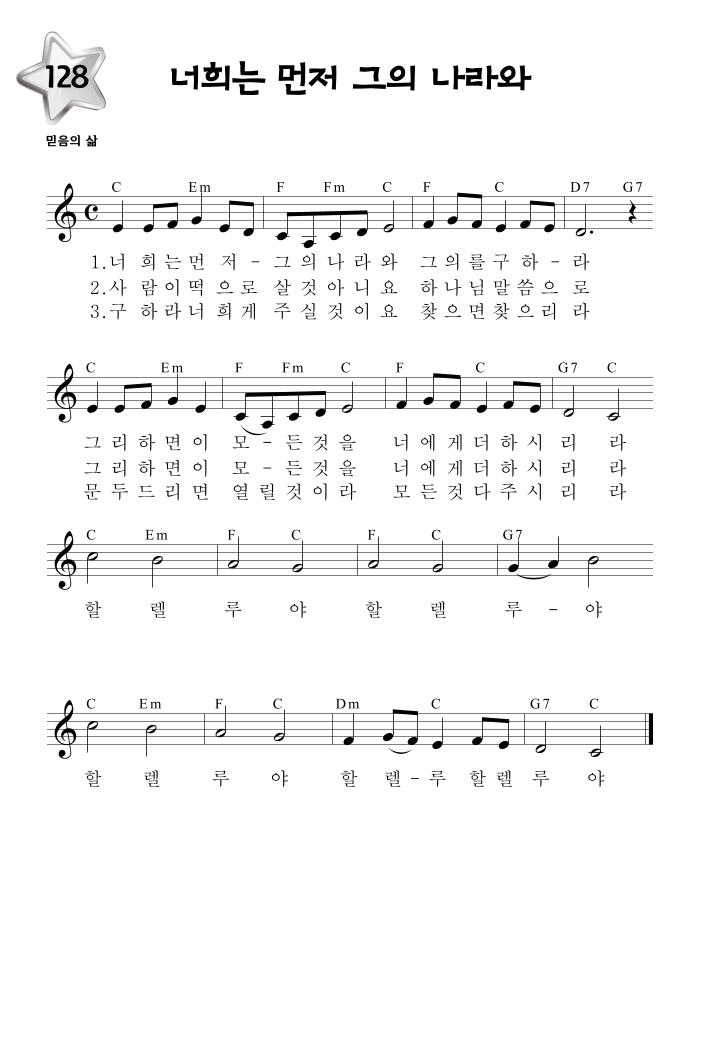 128
너희는 먼저 그의 나라와
믿음의 삶
C Em F Fm C F C D7 G7
1.너 희는먼 저-그의나라와 그의를구하-라
2.사 람이떡 으로 살것아니요 하나님말씀으로
3.구 하라너희게 주실것이요 찾으면찾으리라
C Em F Fm C F C G7 C
그리하면이 모-든것을 너에게더하시리 라
그리하면이 모-든것을 너에게더하시리 라
문두드리면 열릴것이라 모든것다주시리 라
C Em F C F C G7
할 렐 루 야 할 렐 루 - 야
C Em F C Dm C G7 C
할 렐 루 야 할 렐-루 할렐 루 야